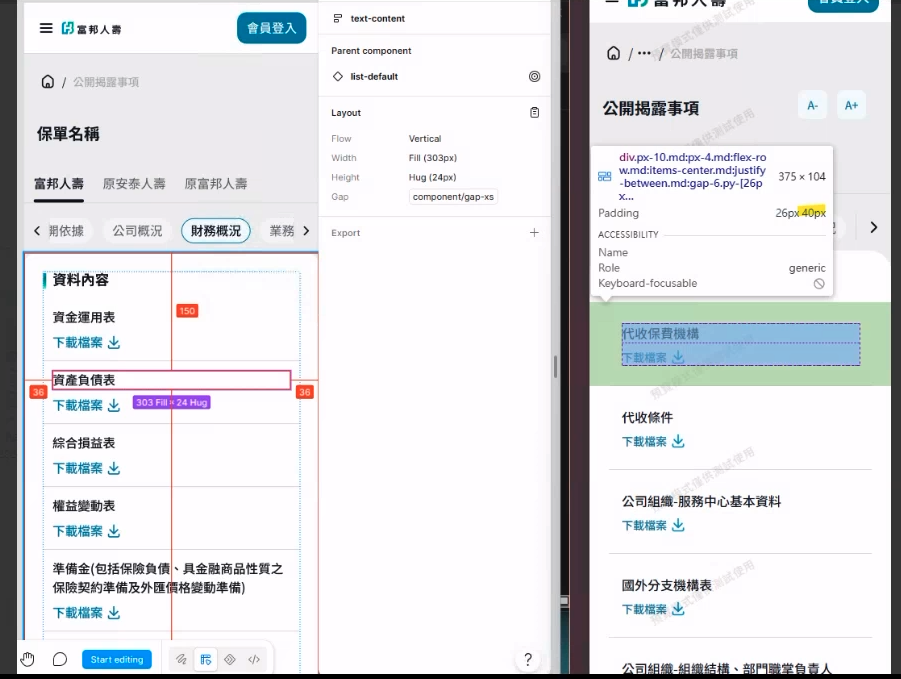 富邦人壽
會員登入
/ 公開揭露事項
保單名稱
富邦人壽 原安泰人壽 原富邦人壽
公司概況 財務概況 業務
資料內容
資金運用表
150
下載檔案
資產負債表
36
36
下載檔案
303 Fill × 24 Hug
綜合損益表
下載檔案
權益變動表
下載檔案
準備金(包括保險負債、具金融商品性質之
保險契約準備及外匯價格變動準備)
下載檔案
Start editing
text-content
Parent component
list-default
Layout
Flow Vertical
Width Fill (303px)
Height Hug (24px)
Gap component/gap-xs
Export
?
富邦人壽
會員登入
/ ··· / 公開揭露事項
公開揭露事項
A-
A+
div.px-10.md:px-4.md:flex-ro
w.md:items-center.md:justify
-between.md:gap-6.py-[26p
x...
375 × 104
Padding 26px 40px
ACCESSIBILITY
Name
Role generic
Keyboard-focusable
代收保費機構
下載檔案
代收條件
下載檔案
公司組織-服務中心基本資料
下載檔案
國外分支機構表
下載檔案
公司組織-組織結構、部門職掌負責人